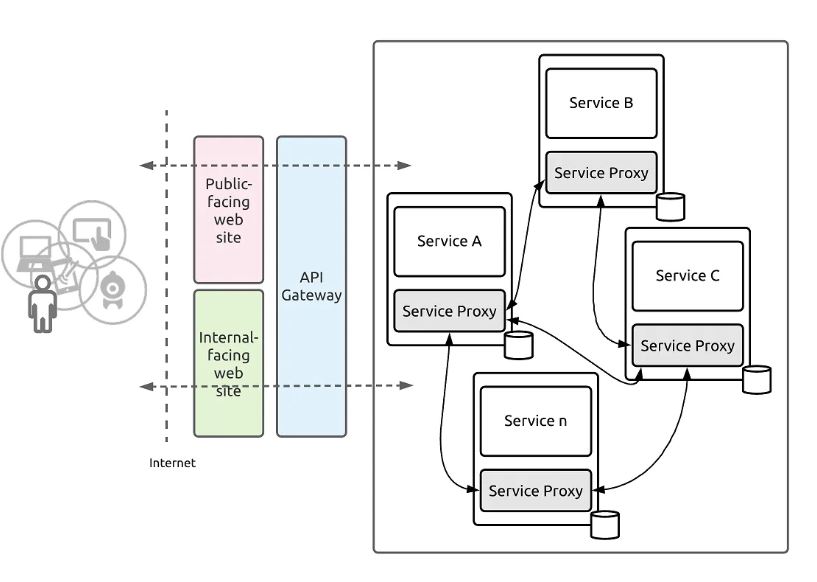 Public-
facing
web
site
Internal-
facing
web
site
API
Gateway
Internet
Service B
Service Proxy
Service A
Service Proxy
Service C
Service Proxy
Service n
Service Proxy